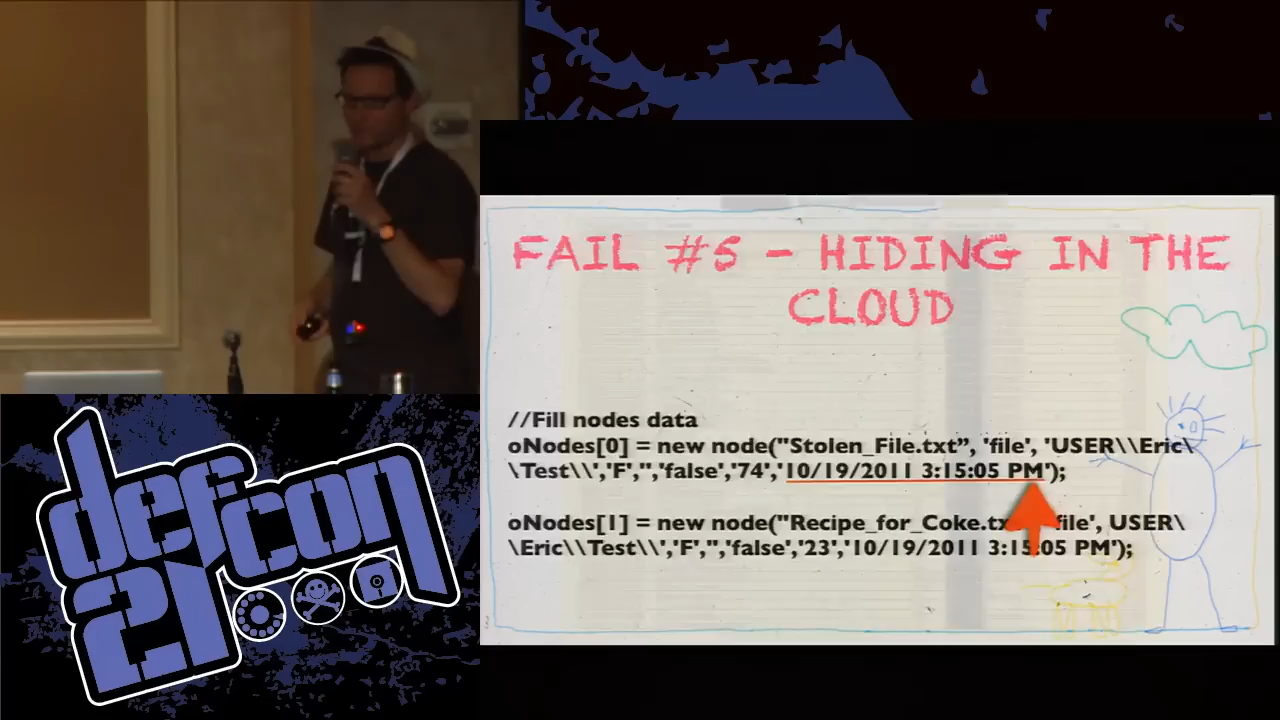 FAIL #5 - HIDING IN THE
CLOUD
//Fill nodes data
oNodes[0] = new node("Stolen_File.txt”, 'file', 'USER\\Eric\
\Test\\','F','','false','74','10/19/2011 3:15:05 PM');
oNodes[1] = new node("Recipe_for_Coke.tx file', USER\
\Eric\\Test\\','F','','false','23','10/19/2011 3:15:05 PM');
defcon
21